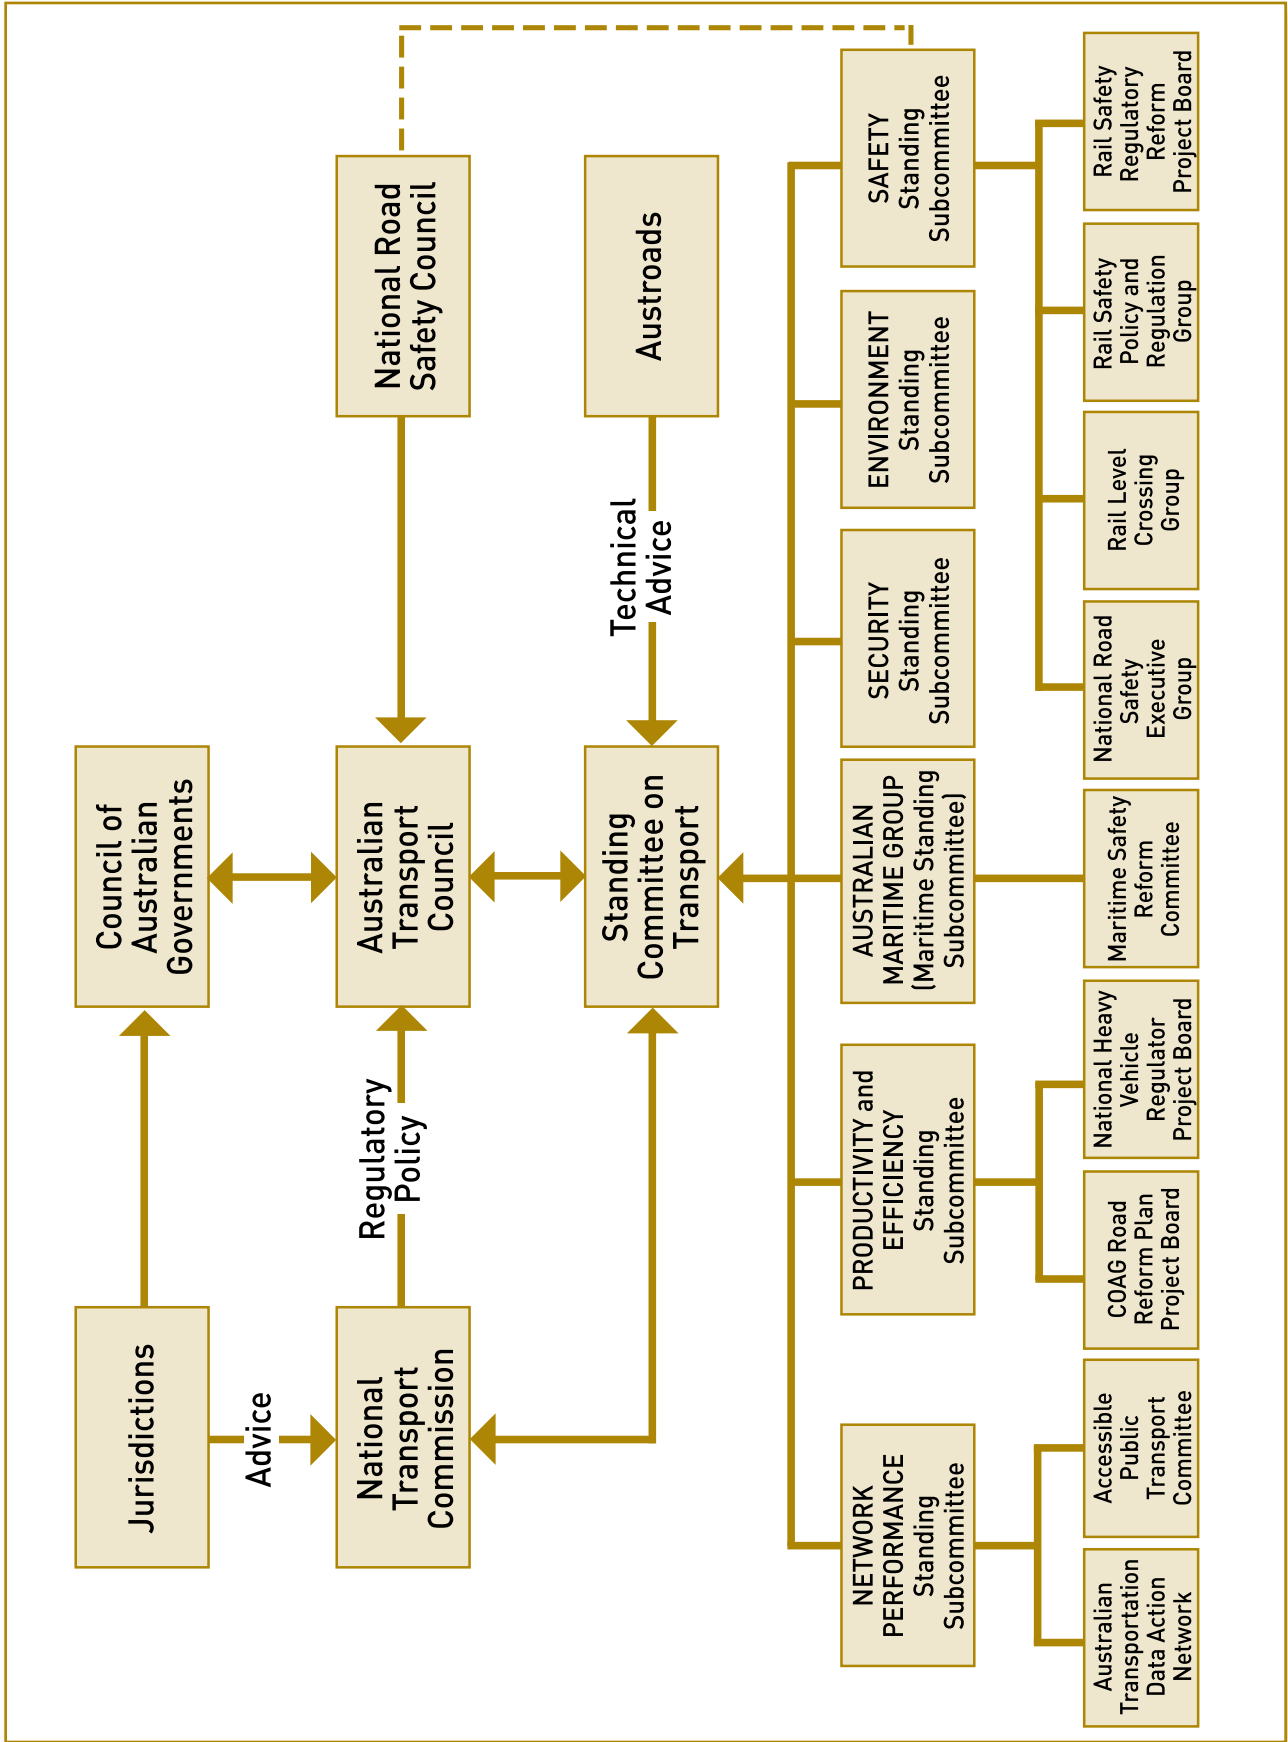 Jurisdictions
Council of
Australian
Governments
Advice
National
Transport
Commission
Regulatory
Policy
Australian
Transport
Council
National Road
Safety Council
Standing
Committee on
Transport
Technical
Advice
Austroads
NETWORK
PERFORMANCE
Standing
Subcommittee
PRODUCTIVITY and
EFFICIENCY
Standing
Subcommittee
AUSTRALIAN
MARITIME GROUP
(Maritime Standing
Subcommittee)
SECURITY
Standing
Subcommittee
ENVIRONMENT
Standing
Subcommittee
SAFETY
Standing
Subcommittee
Australian
Transportation
Data Action
Network
Accessible
Public
Transport
Committee
COAG Road
Reform Plan
Project Board
National Heavy
Vehicle
Regulator
Project Board
Maritime Safety
Reform
Committee
National Road
Safety
Executive
Group
Rail Level
Crossing
Group
Rail Safety
Policy and
Regulation
Group
Rail Safety
Regulatory
Reform
Project Board